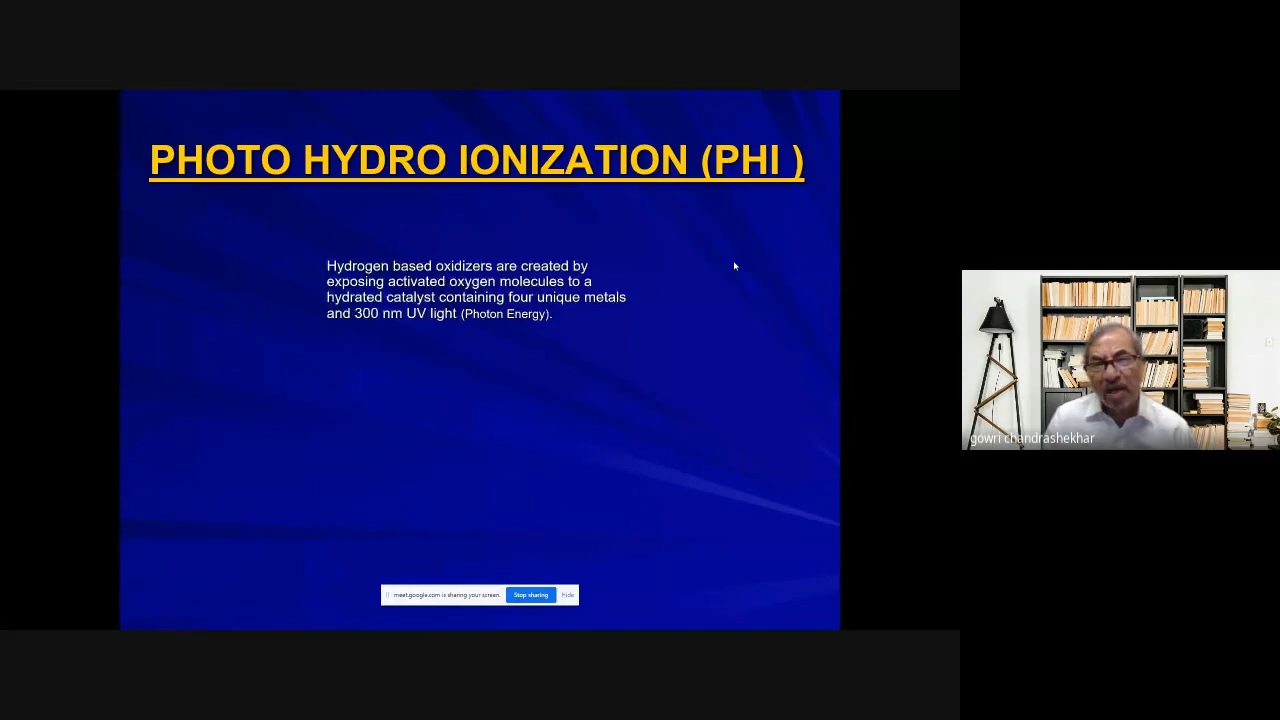 PHOTO HYDRO IONIZATION (PHI )
Hydrogen based oxidizers are created by
exposing activated oxygen molecules to a
hydrated catalyst containing four unique metals
and 300 nm UV light (Photon Energy).
gowri chandrashekhar
meet.google.com is sharing your screen. Stop sharing hide